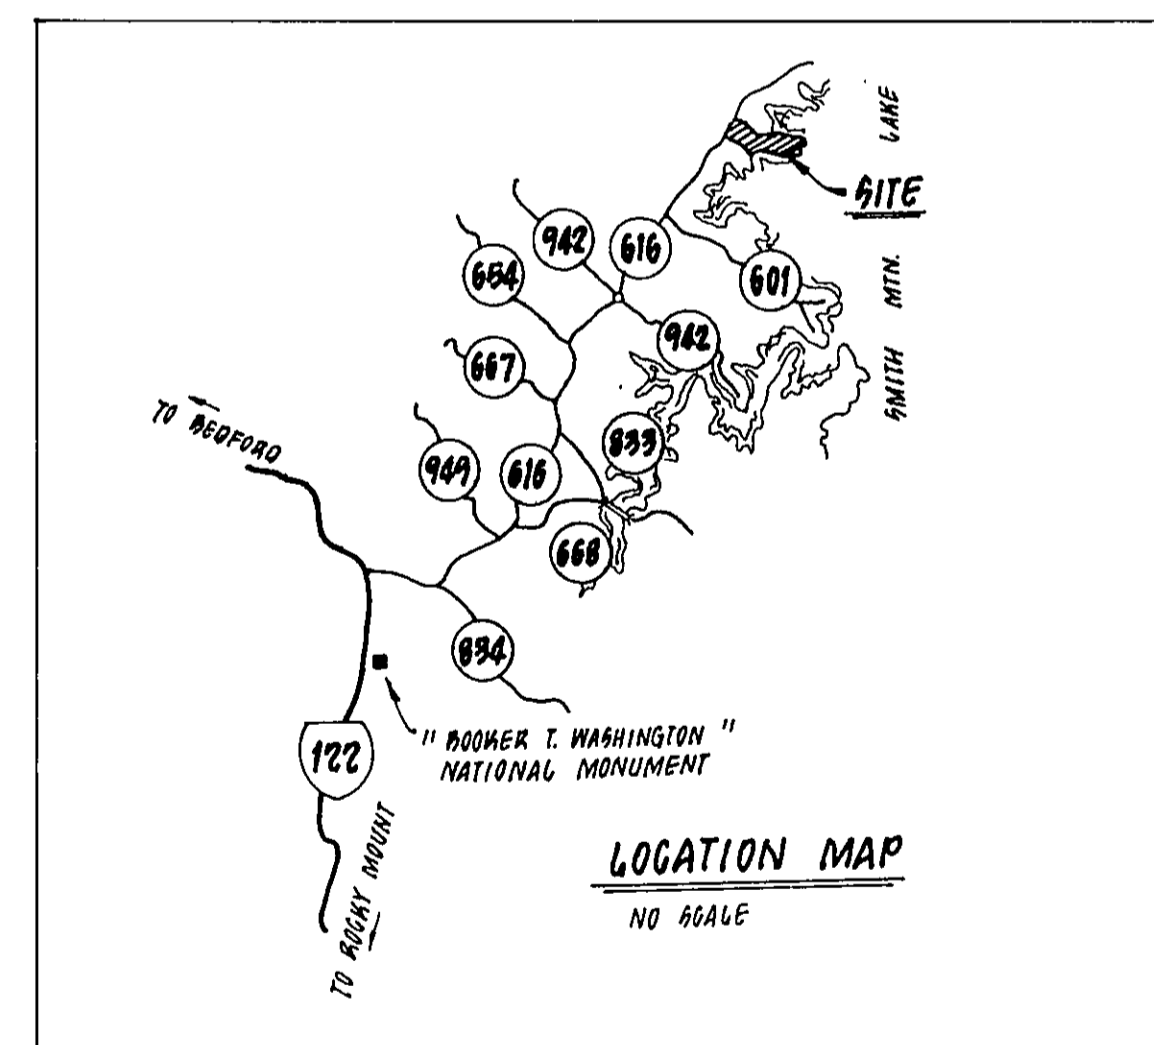 LAKE
SITE
942
616
654
601
SMITH MTN.
942
667
TO BEDFORD
833
949
616
668
834
122
" BOOKER T. WASHINGTON "
NATIONAL MONUMENT
TO ROCKY MOUNT
LOCATION MAP
NO SCALE